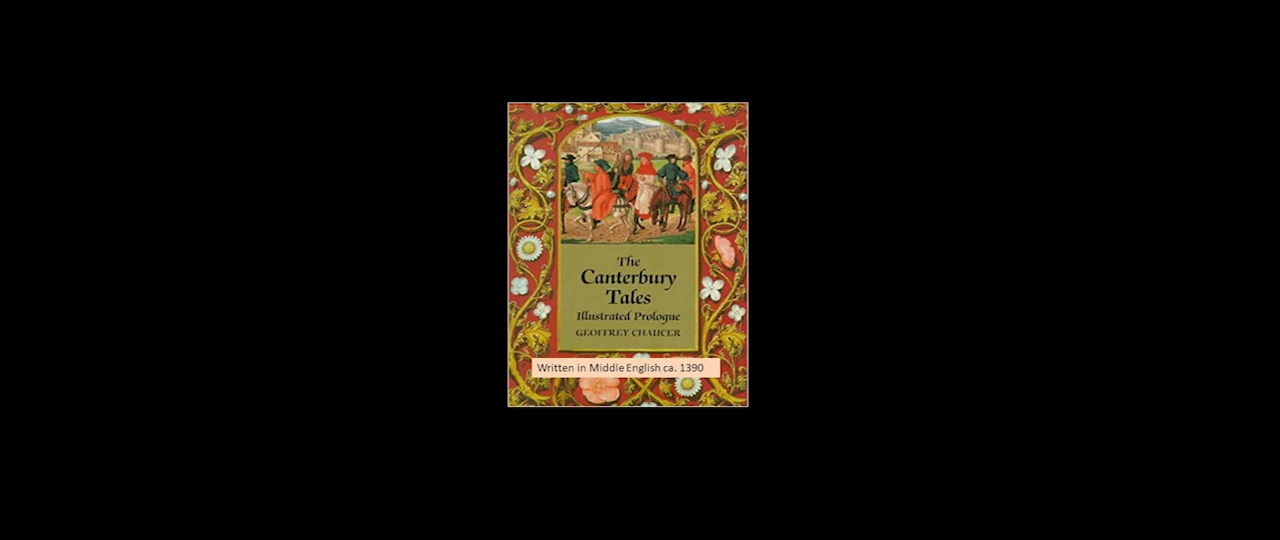 The
Canterbury
Tales
Illustrated Prologue
GEOFFREY CHAUCER
Written in Middle English ca. 1390